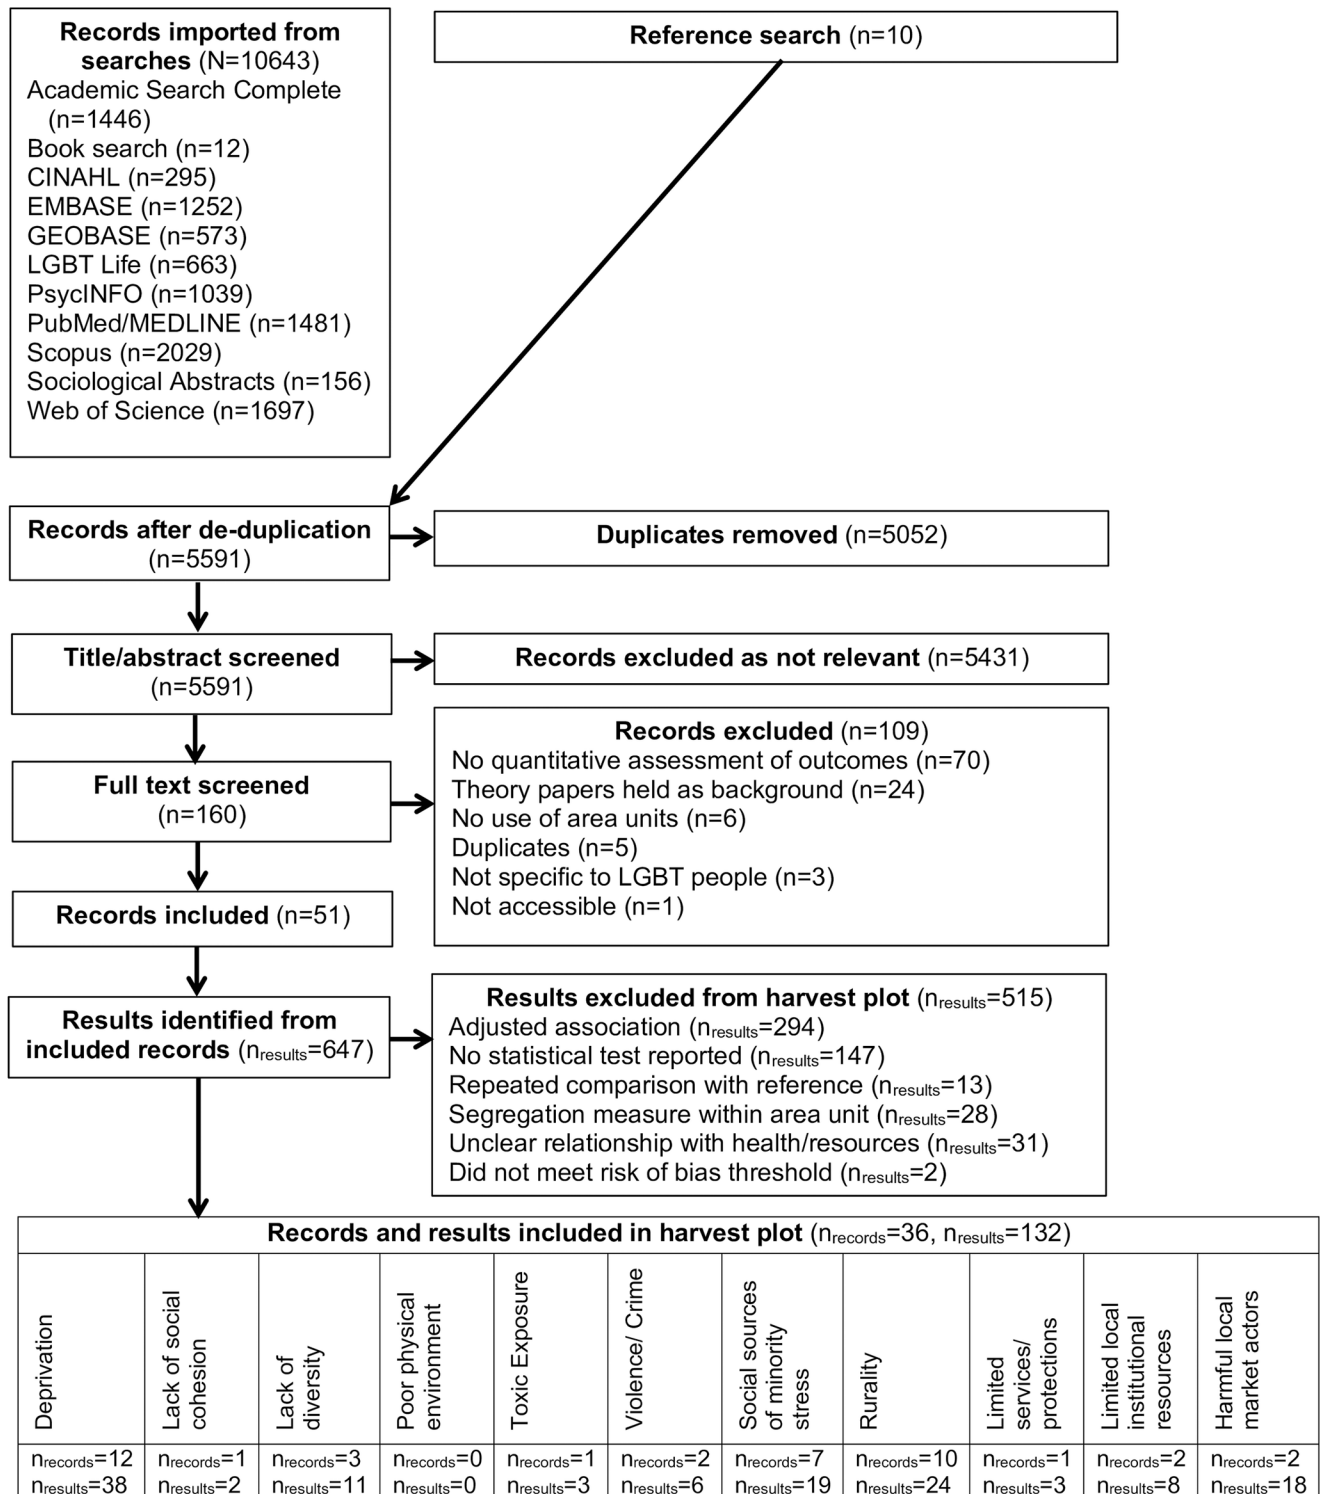 Records imported from
searches (N=10643)
Academic Search Complete
(n=1446)
Book search (n=12)
CINAHL (n=295)
EMBASE (n=1252)
GEOBASE (n=573)
LGBT Life (n=663)
PsycINFO (n=1039)
PubMed/MEDLINE (n=1481)
Scopus (n=2029)
Sociological Abstracts (n=156)
Web of Science (n=1697)
Reference search (n=10)
Records after de-duplication
(n=5591)
Duplicates removed (n=5052)
Title/abstract screened
(n=5591)
Records excluded as not relevant (n=5431)
Full text screened
(n=160)
Records excluded (n=109)
No quantitative assessment of outcomes (n=70)
Theory papers held as background (n=24)
No use of area units (n=6)
Duplicates (n=5)
Not specific to LGBT people (n=3)
Not accessible (n=1)
Records included (n=51)
Results identified from
included records (nresults=647)
Results excluded from harvest plot (nresults=515)
Adjusted association (nresults=294)
No statistical test reported (nresults=147)
Repeated comparison with reference (nresults=13)
Segregation measure within area unit (nresults=28)
Unclear relationship with health/resources (nresults=31)
Did not meet risk of bias threshold (nresults=2)
Records and results included in harvest plot (nrecords=36, nresults=132)
Deprivation
Lack of social
cohesion
Lack of
diversity
Poor physical
environment
Toxic Exposure
Violence/ Crime
Social sources
of minority
stress
Rurality
Limited
services/
protections
Limited local
institutional
resources
Harmful local
market actors
nrecords=12 nrecords=1 nrecords=3 nrecords=0 nrecords=1 nrecords=2 nrecords=7 nrecords=10 nrecords=1 nrecords=2 nrecords=2
nresults=38 nresults=2 nresults=11 nresults=0 nresults=3 nresults=6 nresults=19 nresults=24 nresults=3 nresults=8 nresults=18